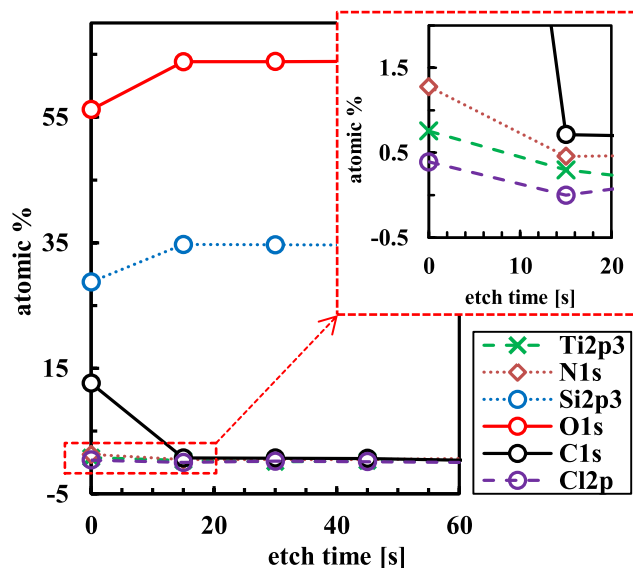 55
35
15
-5
0
20
40
60
atomic %
etch time [s]
1.5
0.5
-0.5
0
10
20
atomic %
etch time [s]
Ti2p3
N1s
Si2p3
O1s
C1s
Cl2p